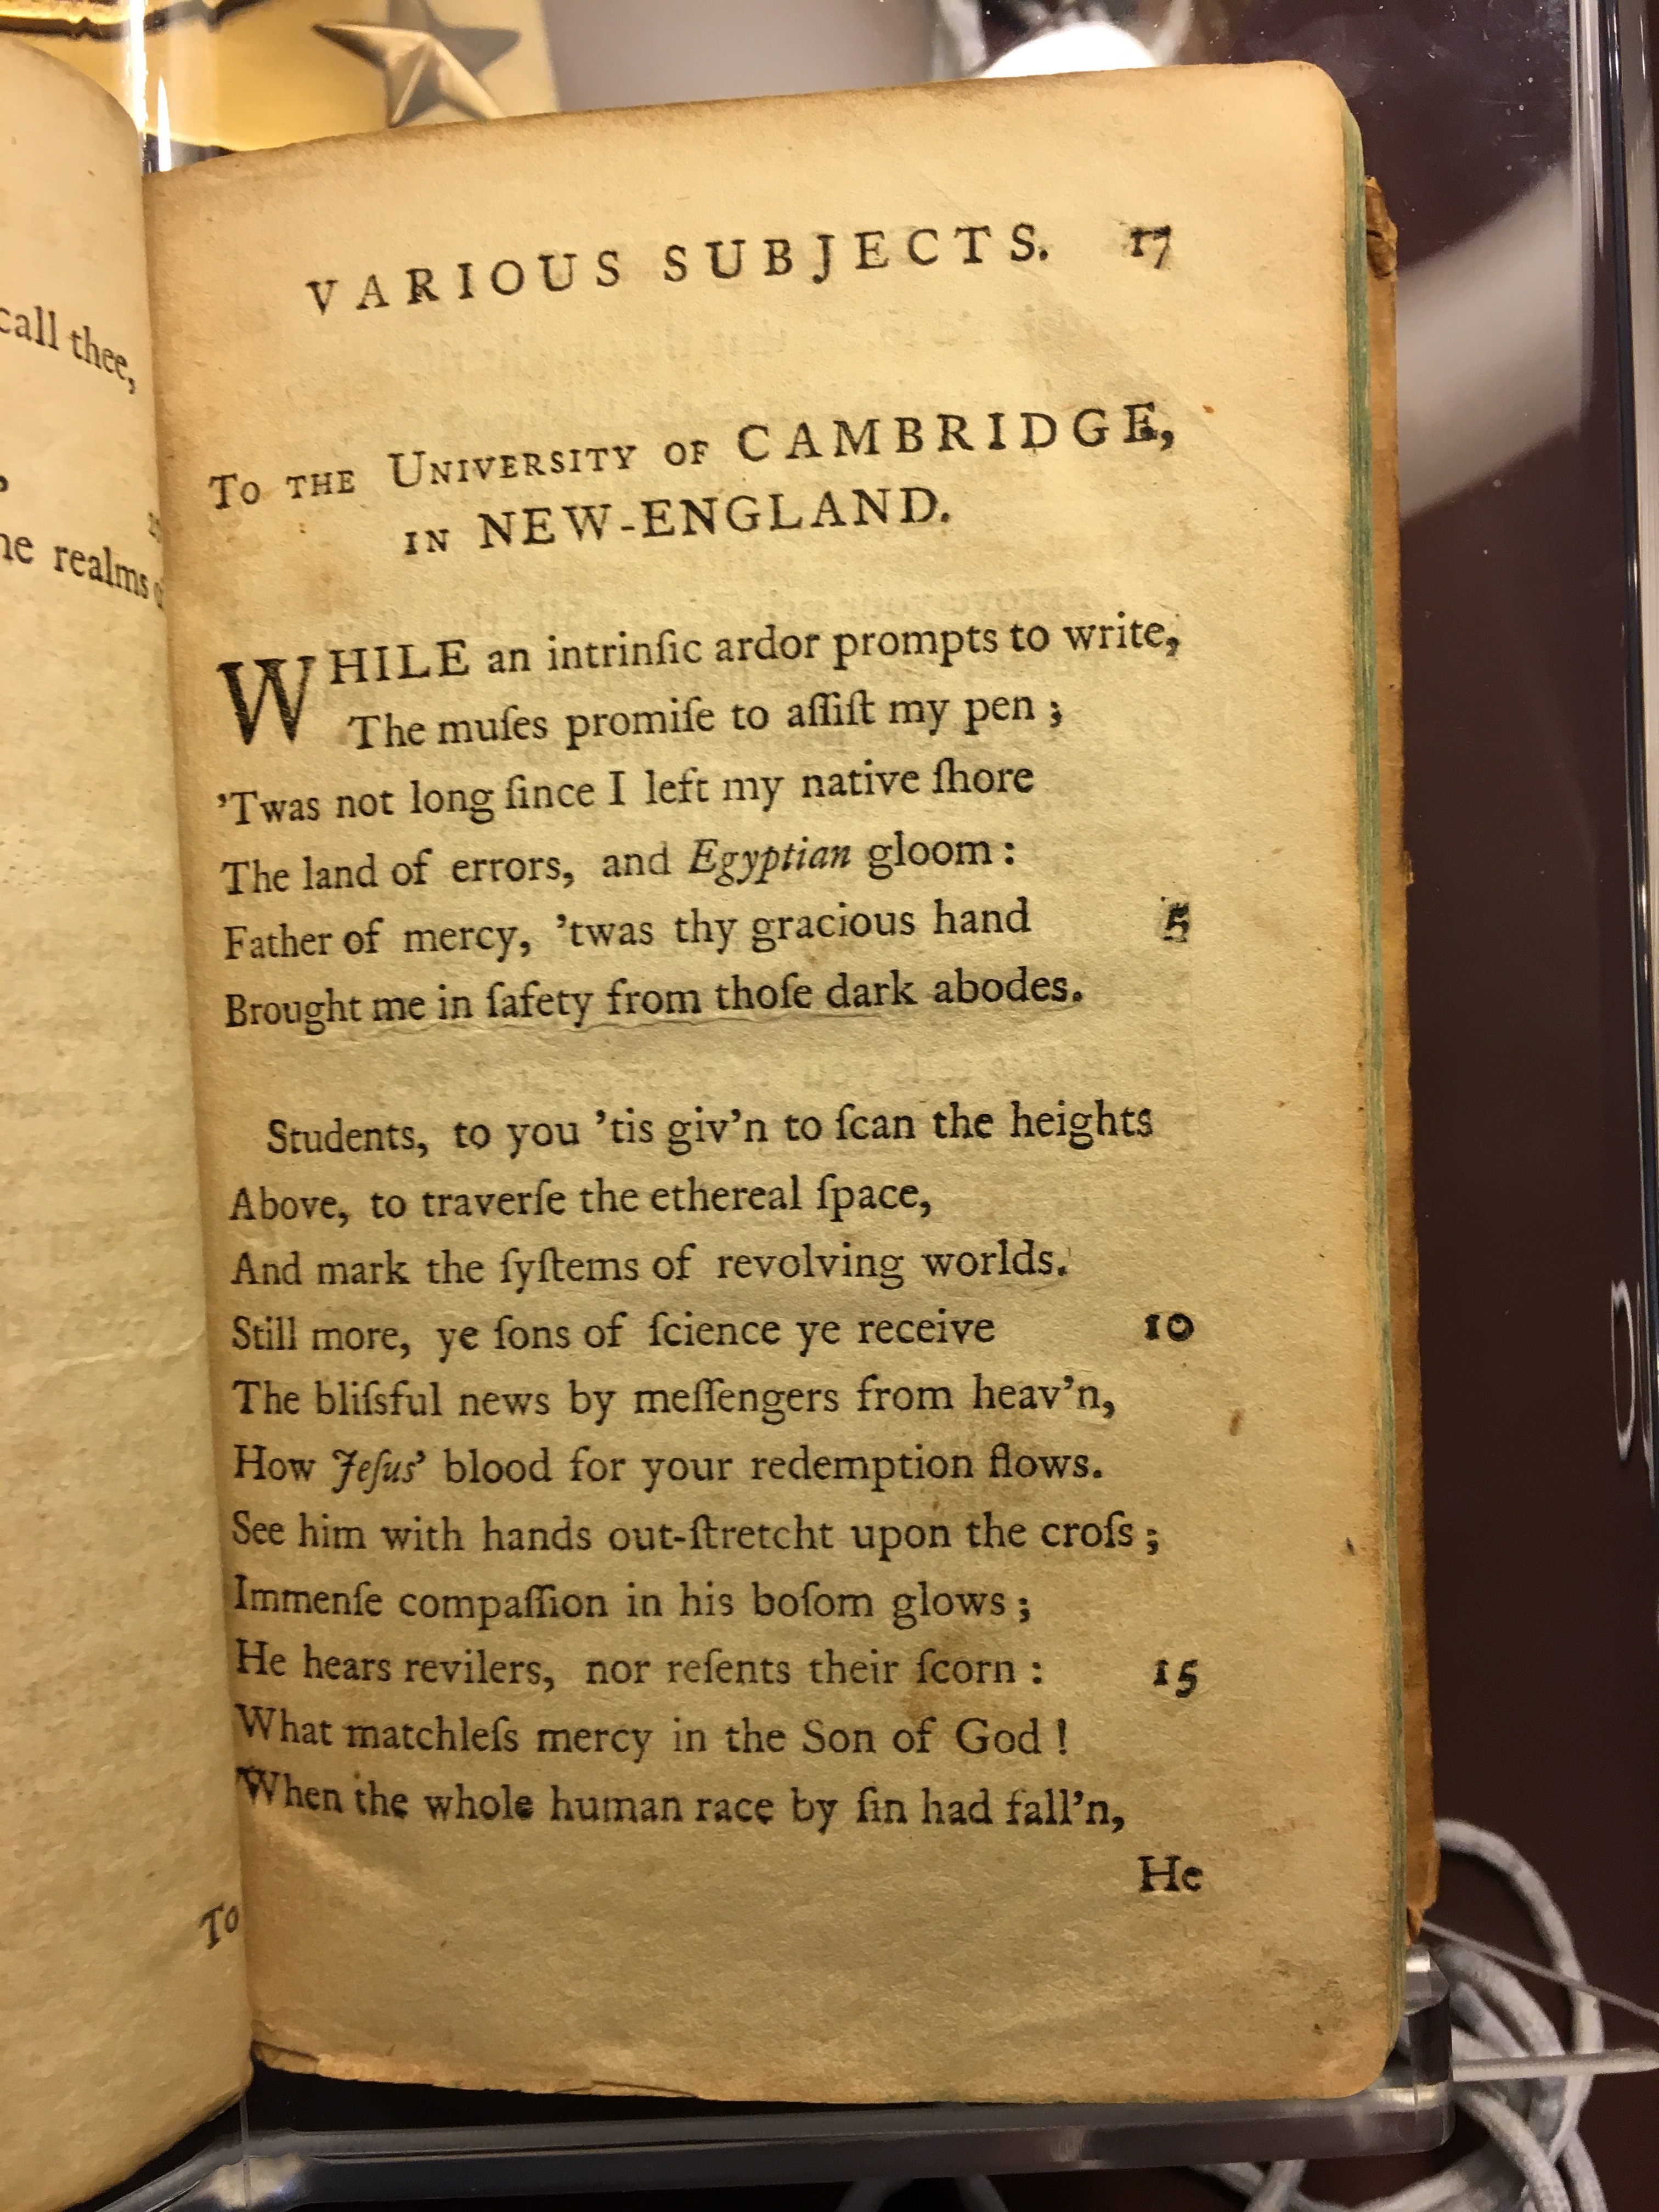 call thee,
realms
To
VARIOUS SUBJECTS. 17
To the University of CAMBRIDGE,
in NEW-ENGLAND.
WHILE an intrinſic ardor prompts to write,
The muſes promiſe to aſſiſt my pen ;
'Twas not long ſince I left my native ſhore
The land of errors, and Egyptian gloom :
Father of mercy, 'twas thy gracious hand 5
Brought me in ſafety from thoſe dark abodes.
Students, to you 'tis giv'n to ſcan the heights
Above, to traverſe the ethereal ſpace,
And mark the ſyſtems of revolving worlds.
Still more, ye ſons of ſcience ye receive 10
The bliſsful news by meſſengers from heav'n,
How Jeſus' blood for your redemption flows.
See him with hands out-ſtretcht upon the croſs ;
Immenſe compaſſion in his boſom glows ;
He hears revilers, nor reſents their ſcorn : 15
What matchleſs mercy in the Son of God !
When the whole human race by ſin had fall'n,
He